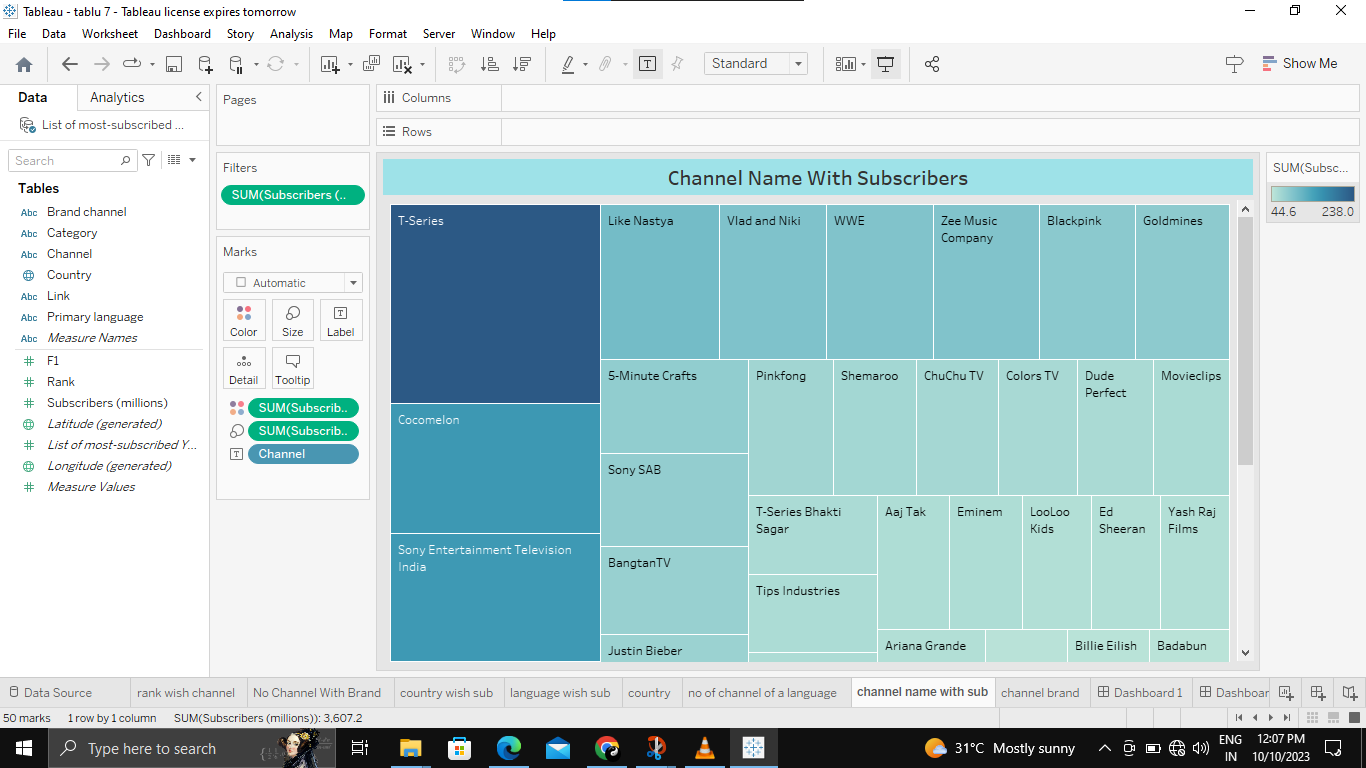 Tableau - tablu 7 - Tableau license expires tomorrow
File Data Worksheet Dashboard Story Analysis Map Format Server Window Help
Standard
Show Me
Data Analytics
List of most-subscribed ...
Search
Tables
Abc Brand channel
Abc Category
Abc Channel
Country
Abc Link
Abc Primary language
Abc Measure Names
# F1
# Rank
# Subscribers (millions)
Latitude (generated)
# List of most-subscribed Y...
Longitude (generated)
# Measure Values
Pages
Filters
SUM(Subscribers (..
Marks
Automatic
Color Size Label
Detail Tooltip
SUM(Subscrib..
SUM(Subscrib..
Channel
Columns
Rows
Channel Name With Subscribers
T-Series
Cocomelon
Sony Entertainment Television
India
Like Nastya
Vlad and Niki
WWE
Zee Music
Company
Blackpink
Goldmines
5-Minute Crafts
Sony SAB
BangtanTV
Justin Bieber
Pinkfong
Shemaroo
ChuChu TV
Colors TV
Dude
Perfect
Movieclips
T-Series Bhakti
Sagar
Tips Industries
Aaj Tak
Eminem
LooLoo
Kids
Ed
Sheeran
Yash Raj
Films
Ariana Grande
Billie Eilish
Badabun
SUM(Subsc...
44.6 238.0
Data Source rank wish channel No Channel With Brand country wish sub language wish sub country no of channel of a language channel name with sub channel brand Dashboard 1 Dashboar
50 marks 1 row by 1 column SUM(Subscribers (millions)): 3,607.2
Type here to search
31°C Mostly sunny
ENG
IN
12:07 PM
10/10/2023